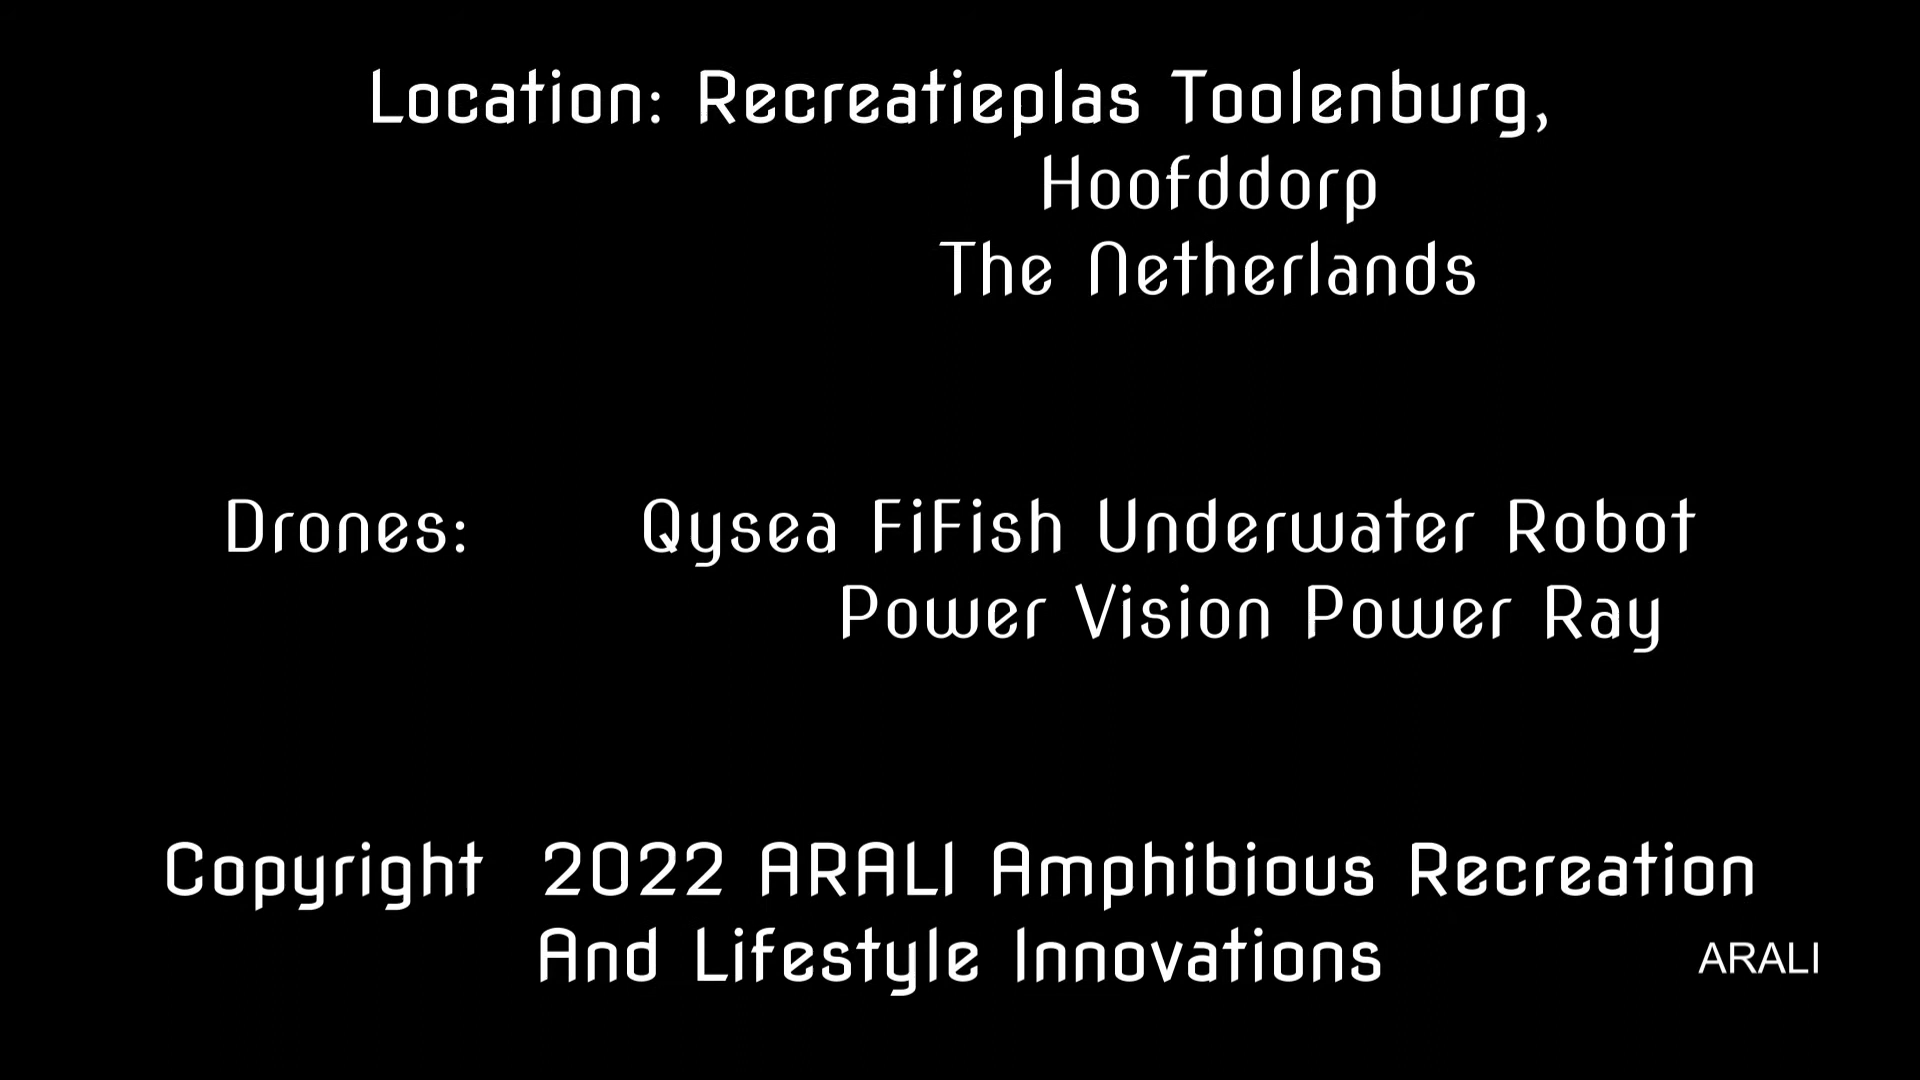 Location: Recreatieplas Toolenburg,
Hoofddorp
The Netherlands
Drones: Qysea FiFish Underwater Robot
Power Vision Power Ray
Copyright 2022 ARALI Amphibious Recreation
And Lifestyle Innovations
ARALI